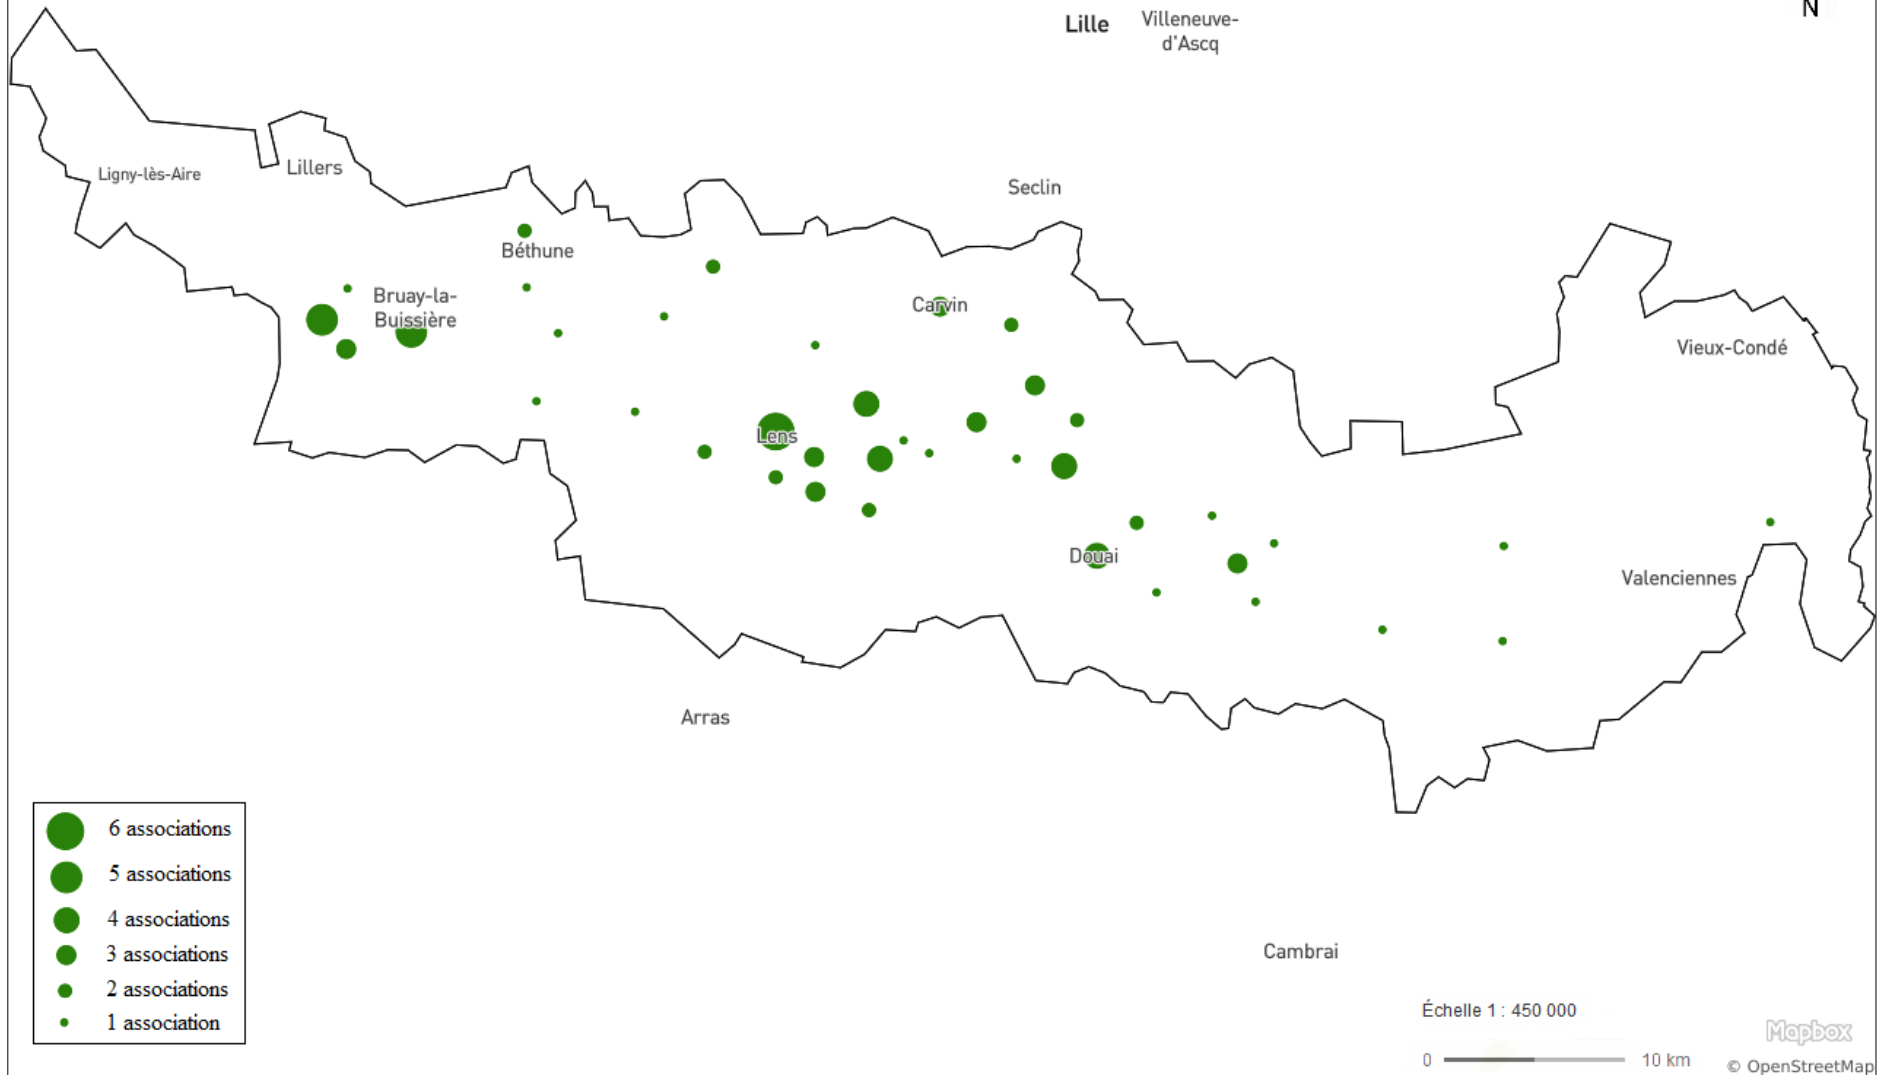 N
Lille
Villeneuve-
d'Ascq
Ligny-lès-Aire
Lillers
Seclin
Béthune
Bruay-la-
Buissière
Carvin
Vieux-Condé
Lens
Douai
Valenciennes
Arras
6 associations
5 associations
4 associations
3 associations
2 associations
1 association
Cambrai
Échelle 1 : 450 000
0 10 km
Mapbox
© OpenStreetMap